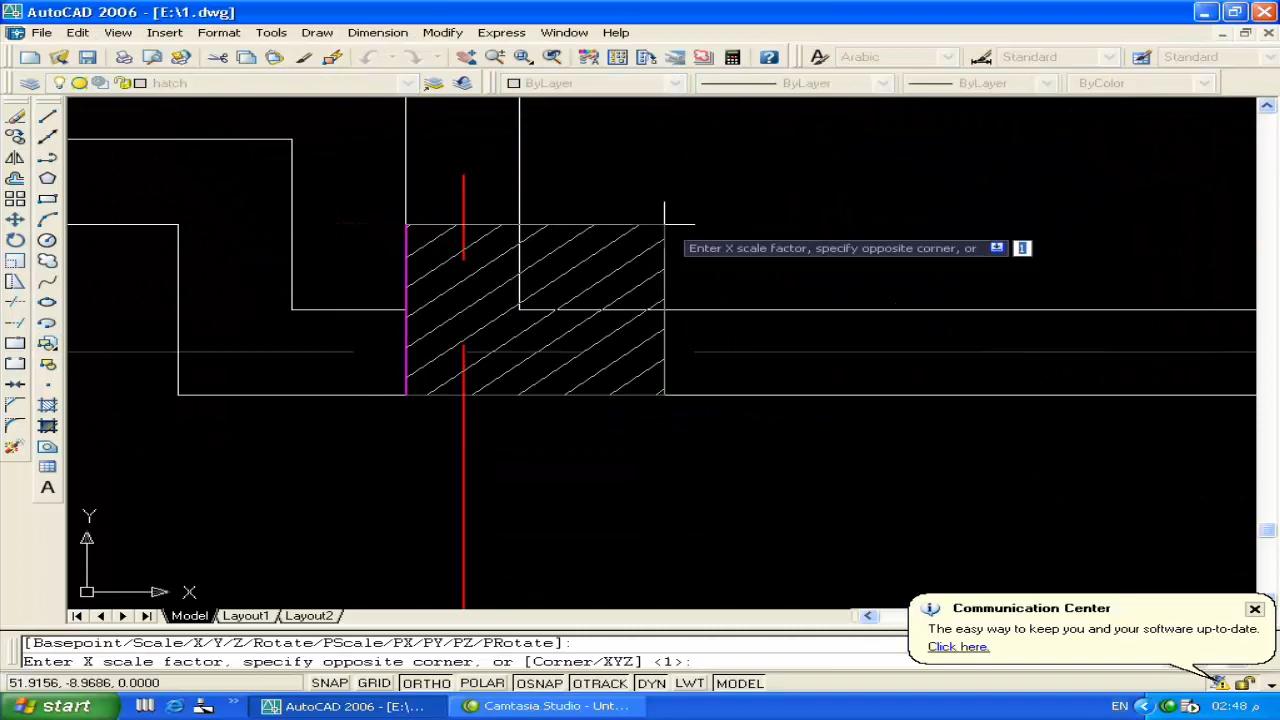 AutoCAD 2006 - [E:\1.dwg]
File Edit View Insert Format Tools Draw Dimension Modify Express Window Help
Arabic Standard Standard
hatch ByLayer ByLayer ByLayer ByColor
Enter X scale factor, specify opposite corner, or 1
Y
X
Model Layout1 Layout2
Communication Center
The easy way to keep you and your software up-to-date.
Click here.
[Basepoint/Scale/X/Y/Z/Rotate/PScale/PX/PY/PZ/PRotate]:
Enter X scale factor, specify opposite corner, or [Corner/XYZ] <1>:
51.9156, -8.9686, 0.0000 SNAP GRID ORTHO POLAR OSNAP OTRACK DYN LWT MODEL
start AutoCAD 2006 - [E:\... Camtasia Studio - Unt... EN 02:48 م